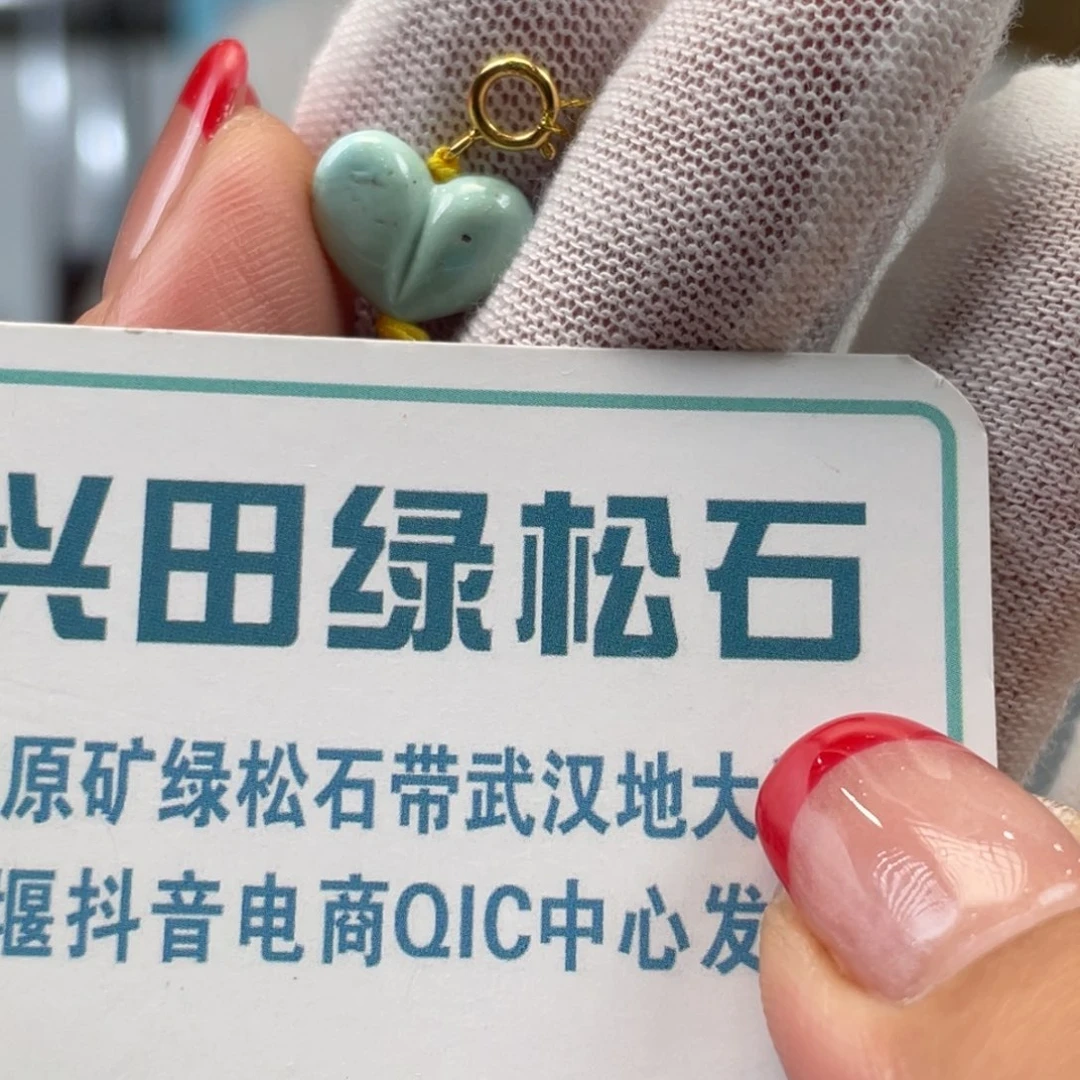 兴田绿松石
原矿绿松石带武汉地大
堰抖音电商QIC中心发